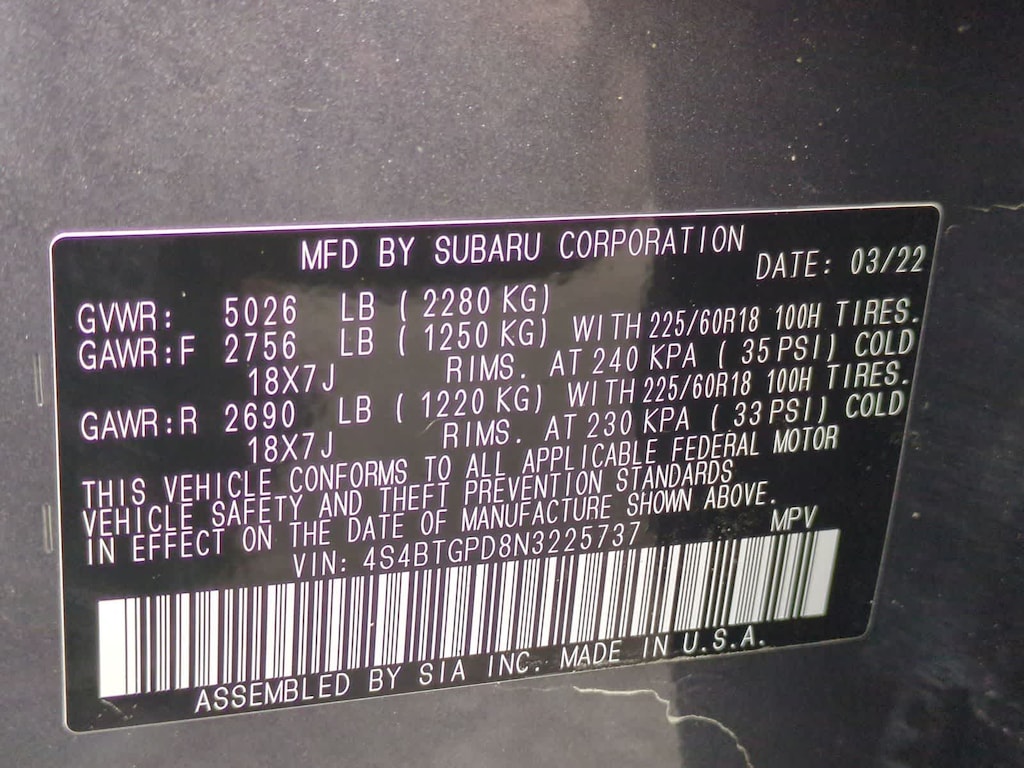 MFD BY SUBARU CORPORATION
DATE: 03/22
GVWR: 5026 LB ( 2280 KG)
GAWR:F 2756 LB ( 1250 KG) WITH 225/60R18 100H TIRES.
18X7J RIMS. AT 240 KPA ( 35 PSI) COLD
GAWR:R 2690 LB ( 1220 KG) WITH 225/60R18 100H TIRES.
18X7J RIMS. AT 230 KPA ( 33 PSI) COLD
THIS VEHICLE CONFORMS TO ALL APPLICABLE FEDERAL MOTOR
VEHICLE SAFETY AND THEFT PREVENTION STANDARDS
IN EFFECT ON THE DATE OF MANUFACTURE SHOWN ABOVE.
VIN: 4S4BTGPD8N3225737 MPV
ASSEMBLED BY SIA INC. MADE IN U.S.A.